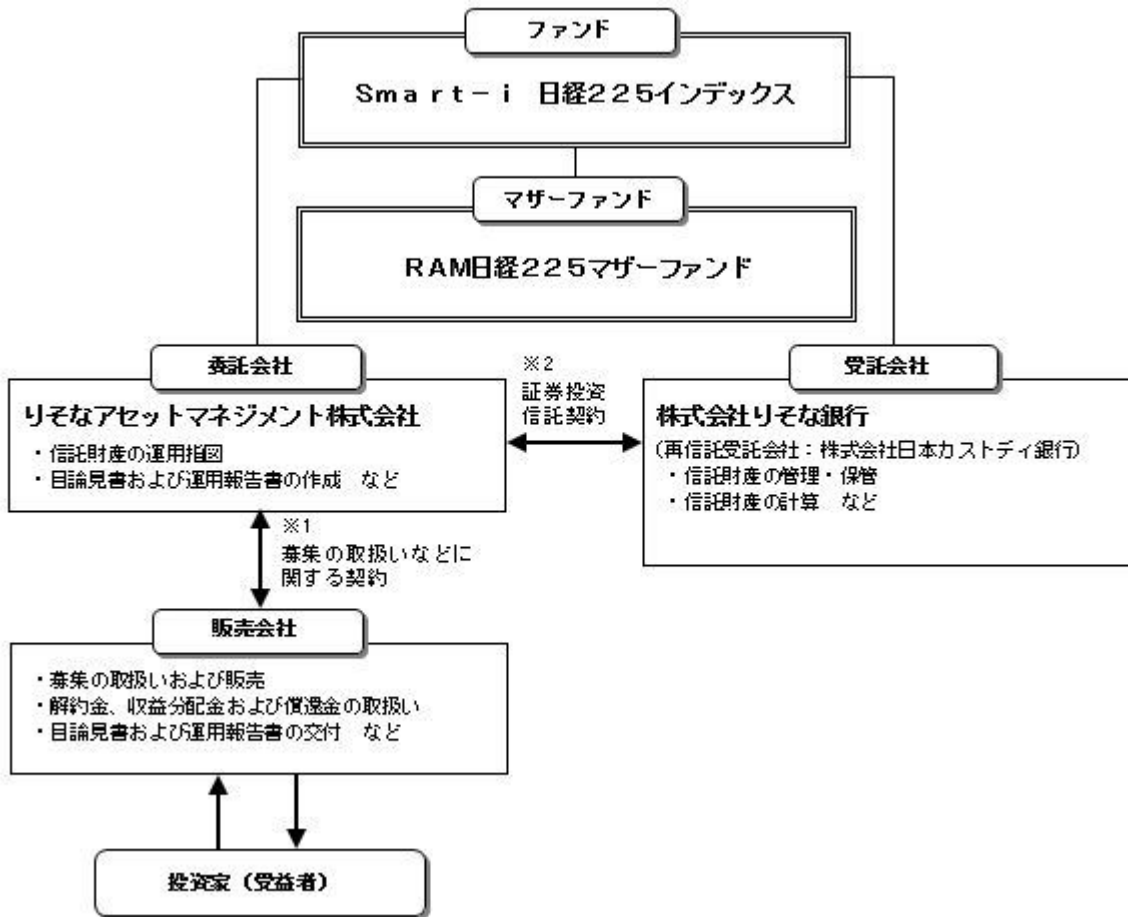 ファンド
Smart-i 日経225インデックス
マザーファンド
RAM日経225マザーファンド
委託会社
りそなアセットマネジメント株式会社
・信託財産の運用指図
・目論見書および運用報告書の作成 など
※2
証券投資
信託契約
受託会社
株式会社りそな銀行
(再信託受託会社：株式会社日本カストディ銀行)
・信託財産の管理・保管
・信託財産の計算 など
※1
募集の取扱いなどに
関する契約
販売会社
・募集の取扱いおよび販売
・解約金、収益分配金および償還金の取扱い
・目論見書および運用報告書の交付 など
投資家（受益者）